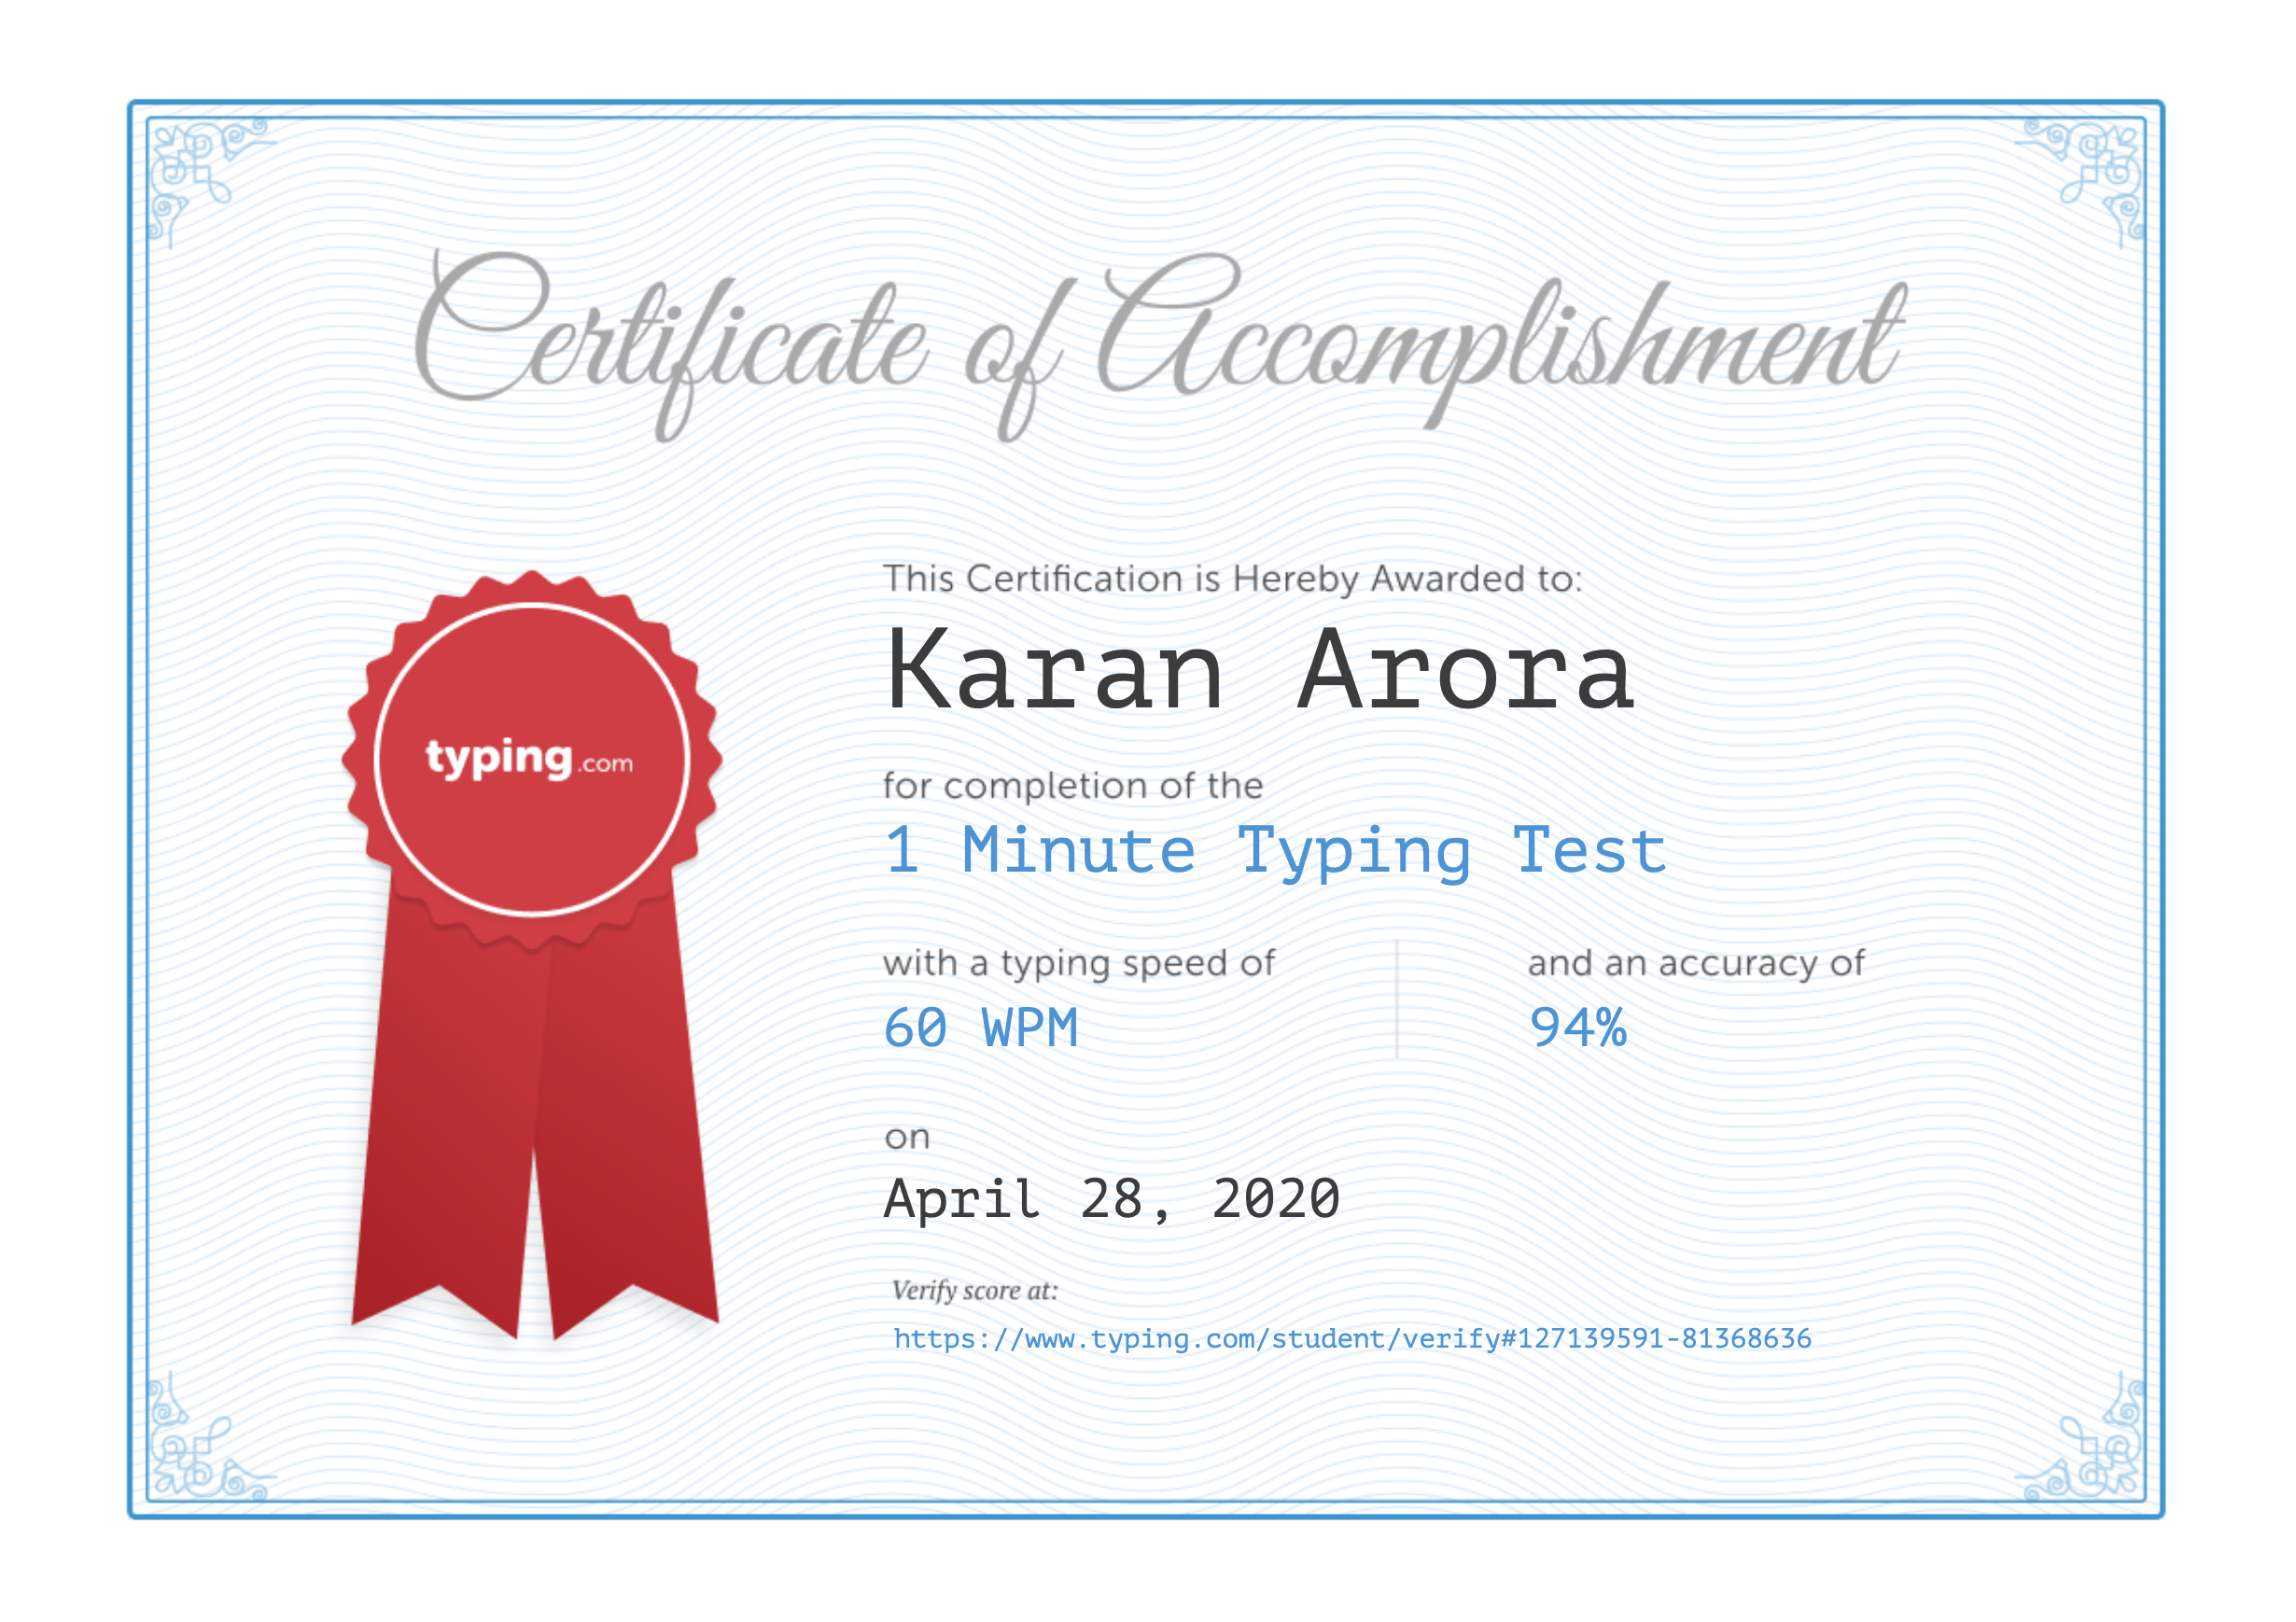 Certificate of Accomplishment
This Certification is Hereby Awarded to:
Karan Arora
typing.com
for completion of the
1 Minute Typing Test
with a typing speed of
and an accuracy of
60 WPM
94%
on
April 28, 2020
Verify score at:
https://www.typing.com/student/verify#127139591-81368636